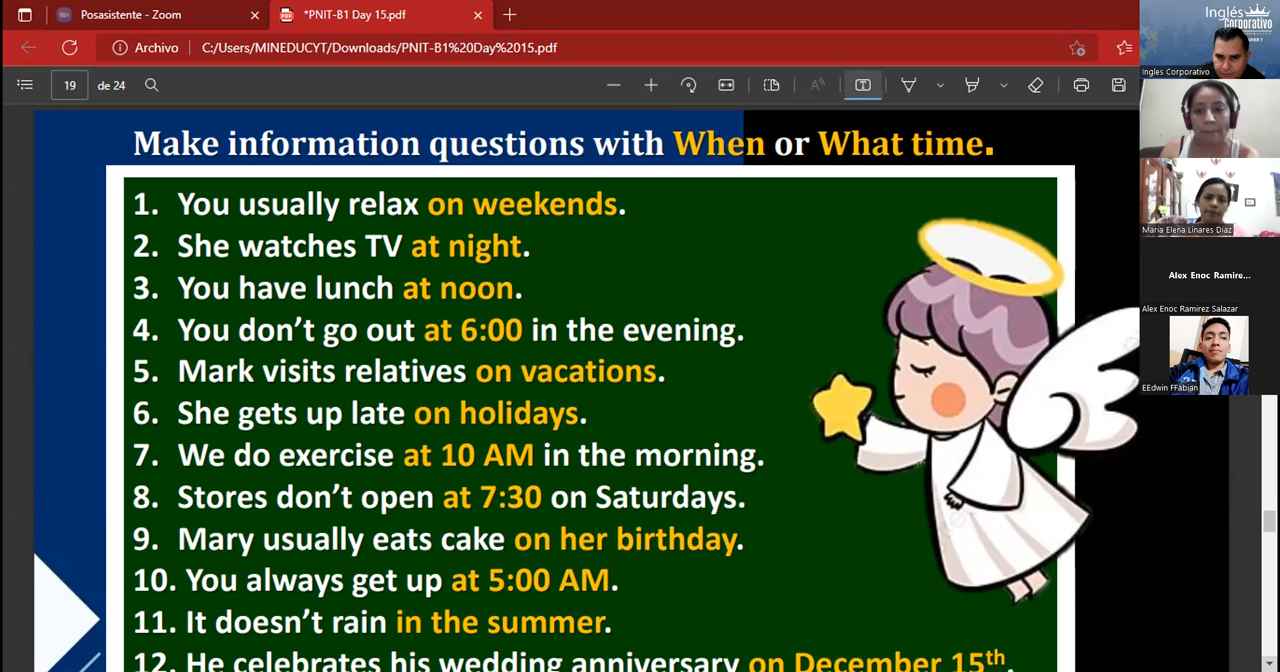 Posasistente - Zoom
*PNIT-B1 Day 15.pdf
Archivo
C:/Users/MINEDUCYT/Downloads/PNIT-B1%20Day%2015.pdf
19 de 24
Make information questions with When or What time.
1. You usually relax on weekends.
2. She watches TV at night.
3. You have lunch at noon.
4. You don't go out at 6:00 in the evening.
5. Mark visits relatives on vacations.
6. She gets up late on holidays.
7. We do exercise at 10 AM in the morning.
8. Stores don't open at 7:30 on Saturdays.
9. Mary usually eats cake on her birthday.
10. You always get up at 5:00 AM.
11. It doesn't rain in the summer.
12. He celebrates his wedding anniversary on December 15th.
Inglés
Corporativo
Ingles Corporativo
Maria Elena Linares Diaz
Alex Enoc Ramire...
Alex Enoc Ramirez Salazar
EEdwin FFabian